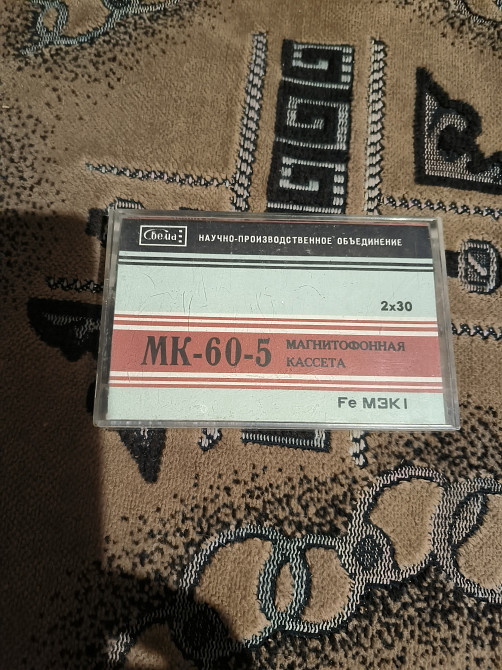 Свема НАУЧНО-ПРОИЗВОДСТВЕННОЕ ОБЪЕДИНЕНИЕ
2x30
МК-60-5 МАГНИТОФОННАЯ
КАССЕТА
Fe МЭК I